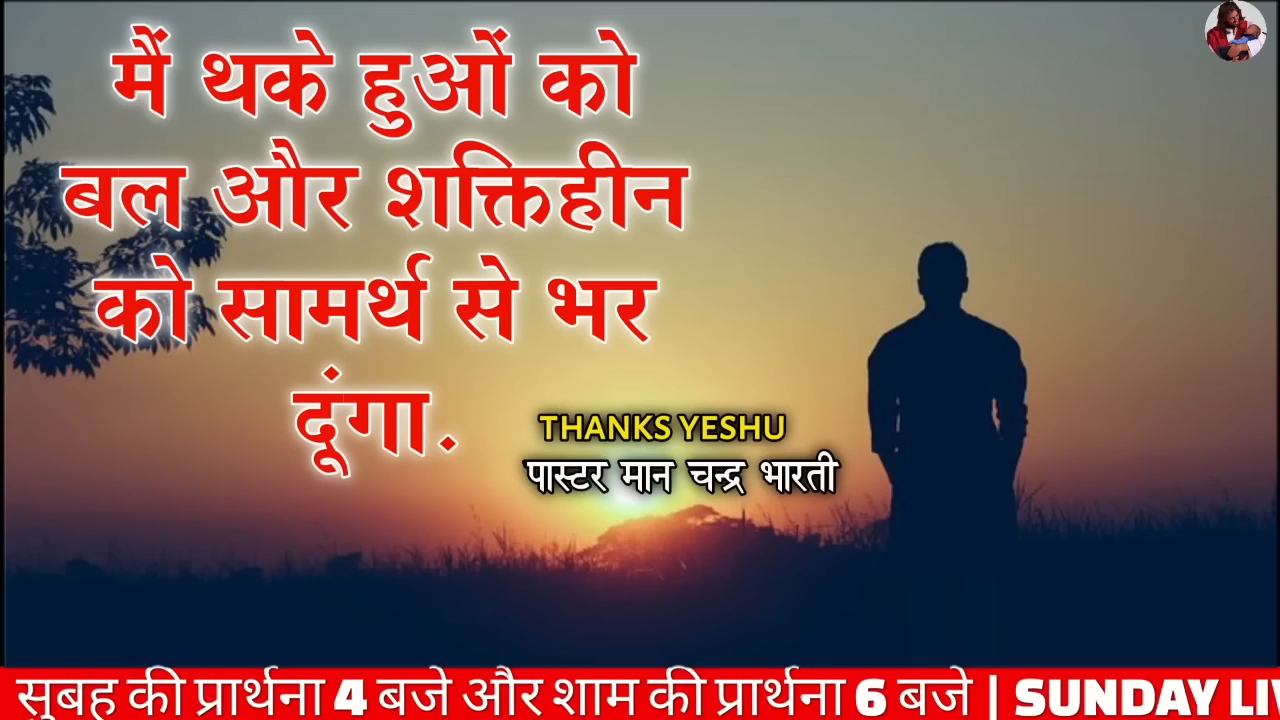 मैं थके हुओं को
बल और शक्तिहीन
को सामर्थ से भर
दूंगा.
THANKS YESHU
पास्टर मान चन्द्र भारती
सुबह की प्रार्थना 4 बजे और शाम की प्रार्थना 6 बजे | SUNDAY